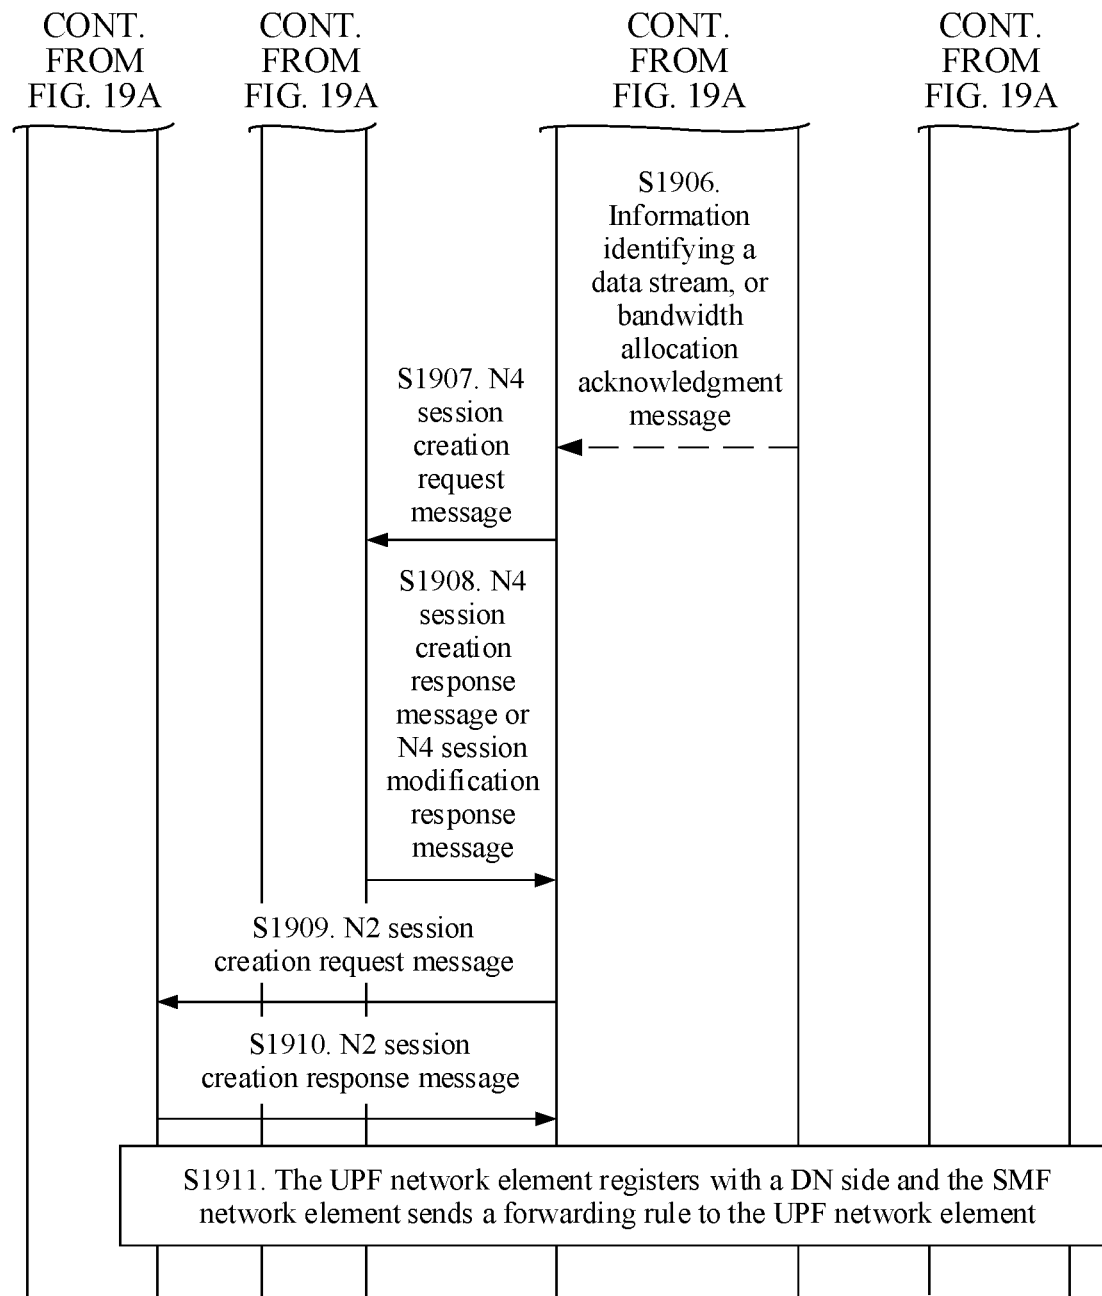 CONT.
FROM
FIG. 19A
CONT.
FROM
FIG. 19A
CONT.
FROM
FIG. 19A
CONT.
FROM
FIG. 19A
S1906.
Information
identifying a
data stream, or
bandwidth
allocation
acknowledgment
message
S1907. N4
session
creation
request
message
S1908. N4
session
creation
response
message or
N4 session
modification
response
message
S1909. N2 session
creation request message
S1910. N2 session
creation response message
S1911. The UPF network element registers with a DN side and the SMF
network element sends a forwarding rule to the UPF network element